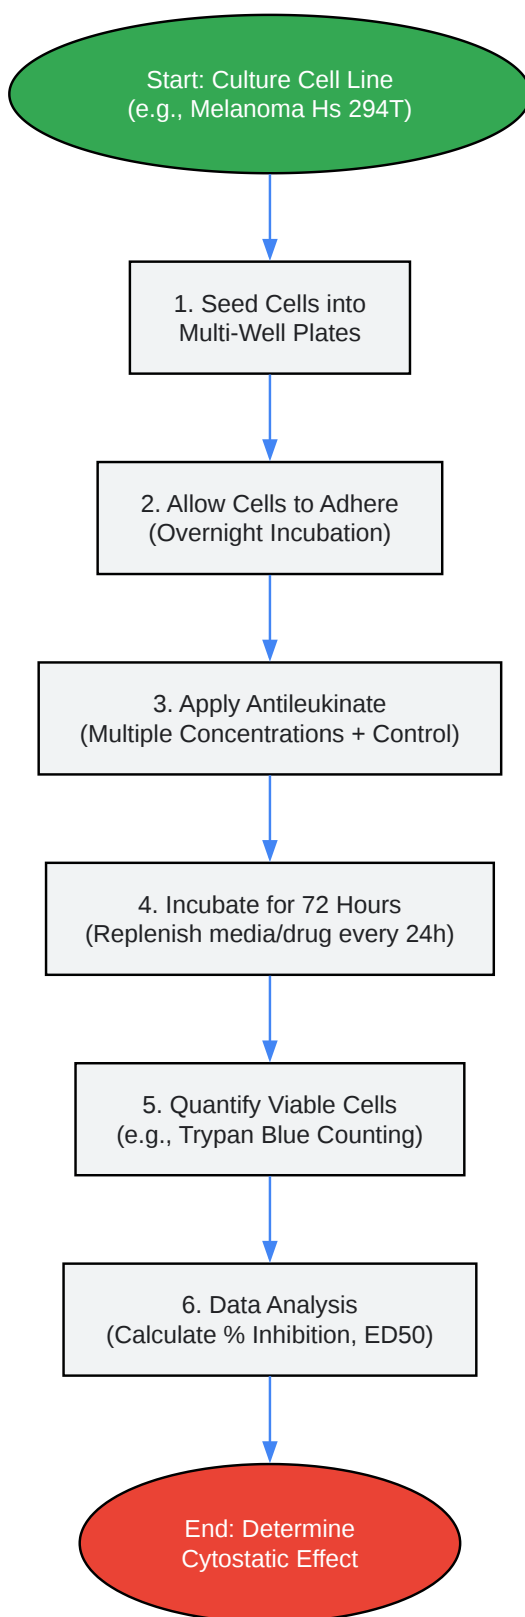 Start: Culture Cell Line
(e.g., Melanoma Hs 294T)
1. Seed Cells into
Multi-Well Plates
2. Allow Cells to Adhere
(Overnight Incubation)
3. Apply Antileukinate
(Multiple Concentrations + Control)
4. Incubate for 72 Hours
(Replenish media/drug every 24h)
5. Quantify Viable Cells
(e.g., Trypan Blue Counting)
6. Data Analysis
(Calculate % Inhibition, ED50)
End: Determine
Cytostatic Effect